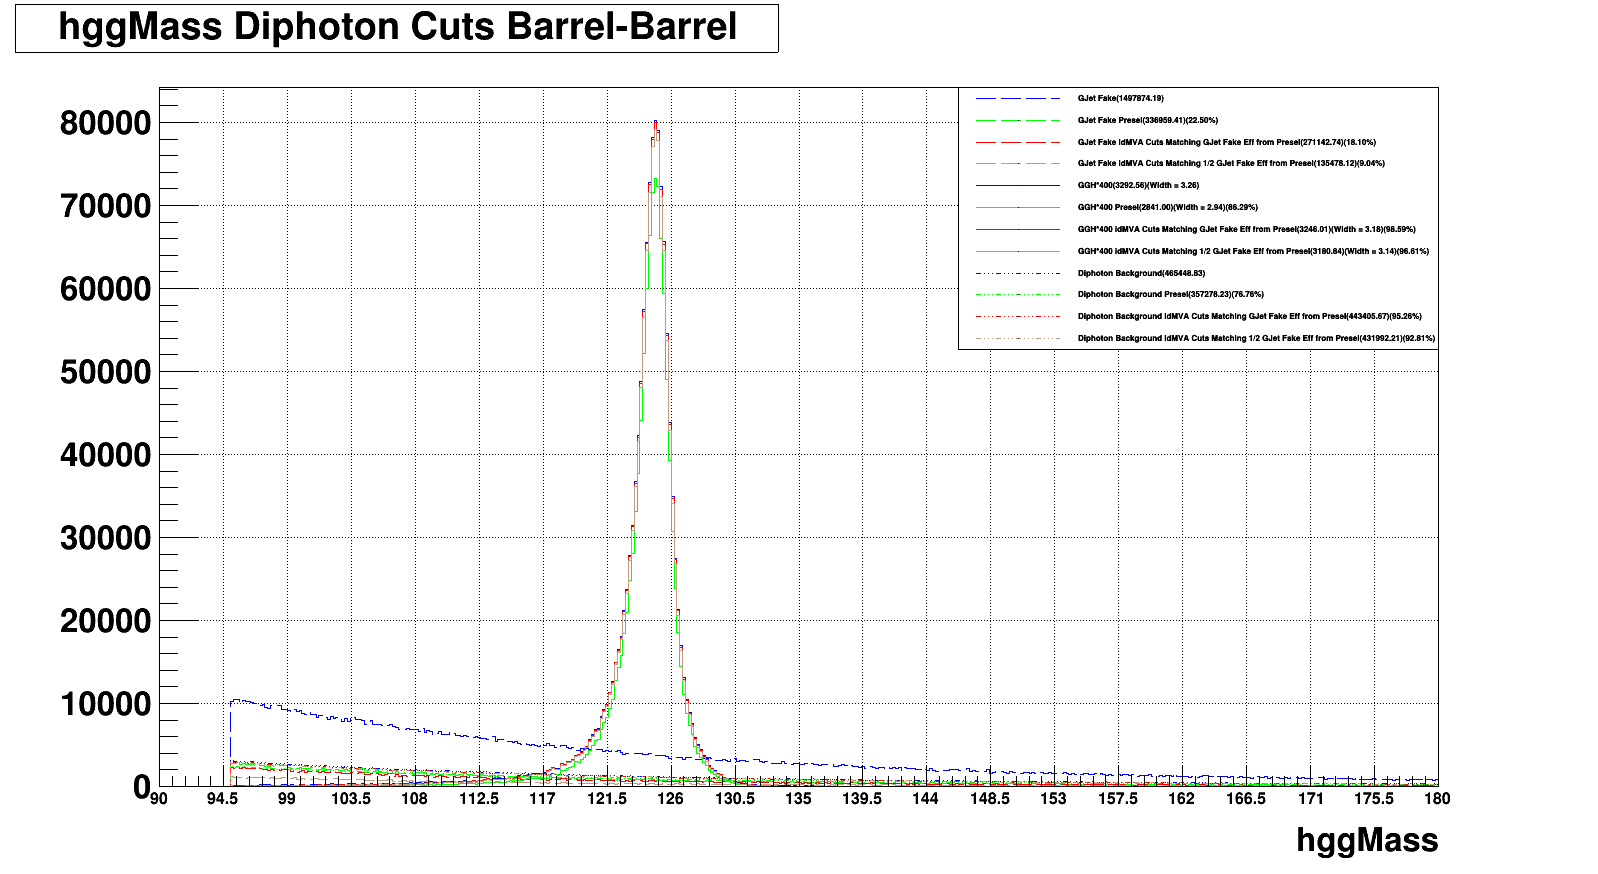 hggMass Diphoton Cuts Barrel-Barrel
GJet Fake(1497874.19)
GJet Fake Presel(336959.41)(22.50%)
GJet Fake idMVA Cuts Matching GJet Fake Eff from Presel(271142.74)(18.10%)
GJet Fake idMVA Cuts Matching 1/2 GJet Fake Eff from Presel(135478.12)(9.04%)
GGH*400(3292.56)(Width = 3.26)
GGH*400 Presel(2841.00)(Width = 2.94)(86.29%)
GGH*400 idMVA Cuts Matching GJet Fake Eff from Presel(3246.01)(Width = 3.18)(98.59%)
GGH*400 idMVA Cuts Matching 1/2 GJet Fake Eff from Presel(3180.84)(Width = 3.14)(96.61%)
Diphoton Background(465448.83)
Diphoton Background Presel(357278.23)(76.76%)
Diphoton Background idMVA Cuts Matching GJet Fake Eff from Presel(443405.67)(95.26%)
Diphoton Background idMVA Cuts Matching 1/2 GJet Fake Eff from Presel(431992.21)(92.81%)
80000
70000
60000
50000
40000
30000
20000
10000
0
90 94.5 99 103.5 108 112.5 117 121.5 126 130.5 135 139.5 144 148.5 153 157.5 162 166.5 171 175.5 180
hggMass